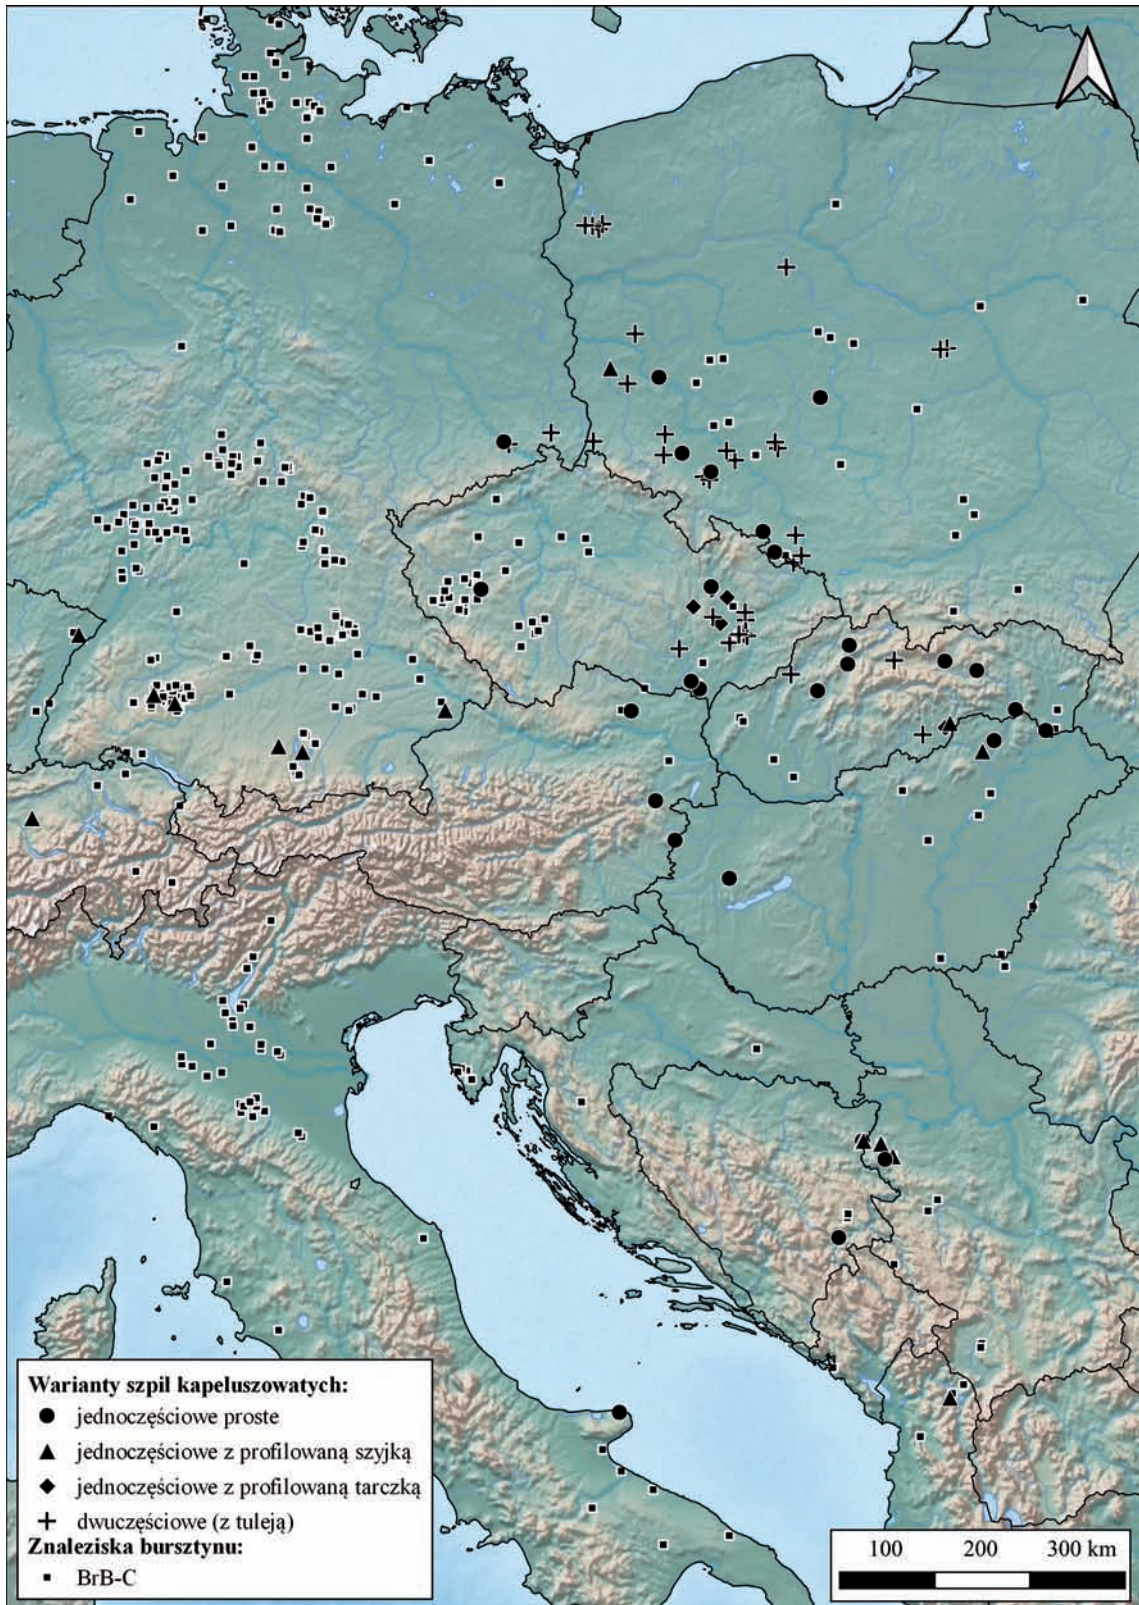 Warianty szpil kapeluszowatych:
jednoczęściowe proste
jednoczęściowe z profilowaną szyjką
jednoczęściowe z profilowaną tarczką
dwuczęściowe (z tuleją)
Znaleziska bursztynu:
BrB-C
100 200 300 km